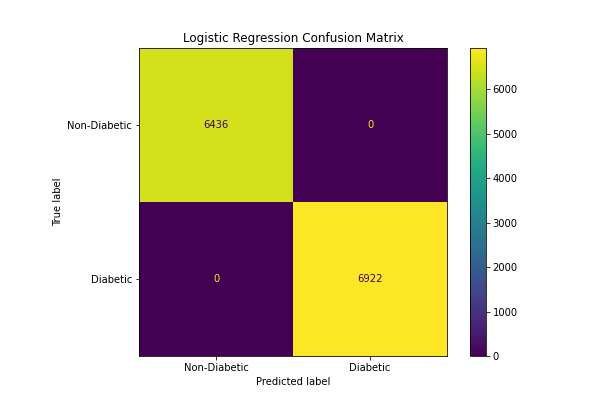 Logistic Regression Confusion Matrix
Non-Diabetic
Diabetic
True label
6436
0
0
6922
Non-Diabetic
Diabetic
Predicted label
6000
5000
4000
3000
2000
1000
0